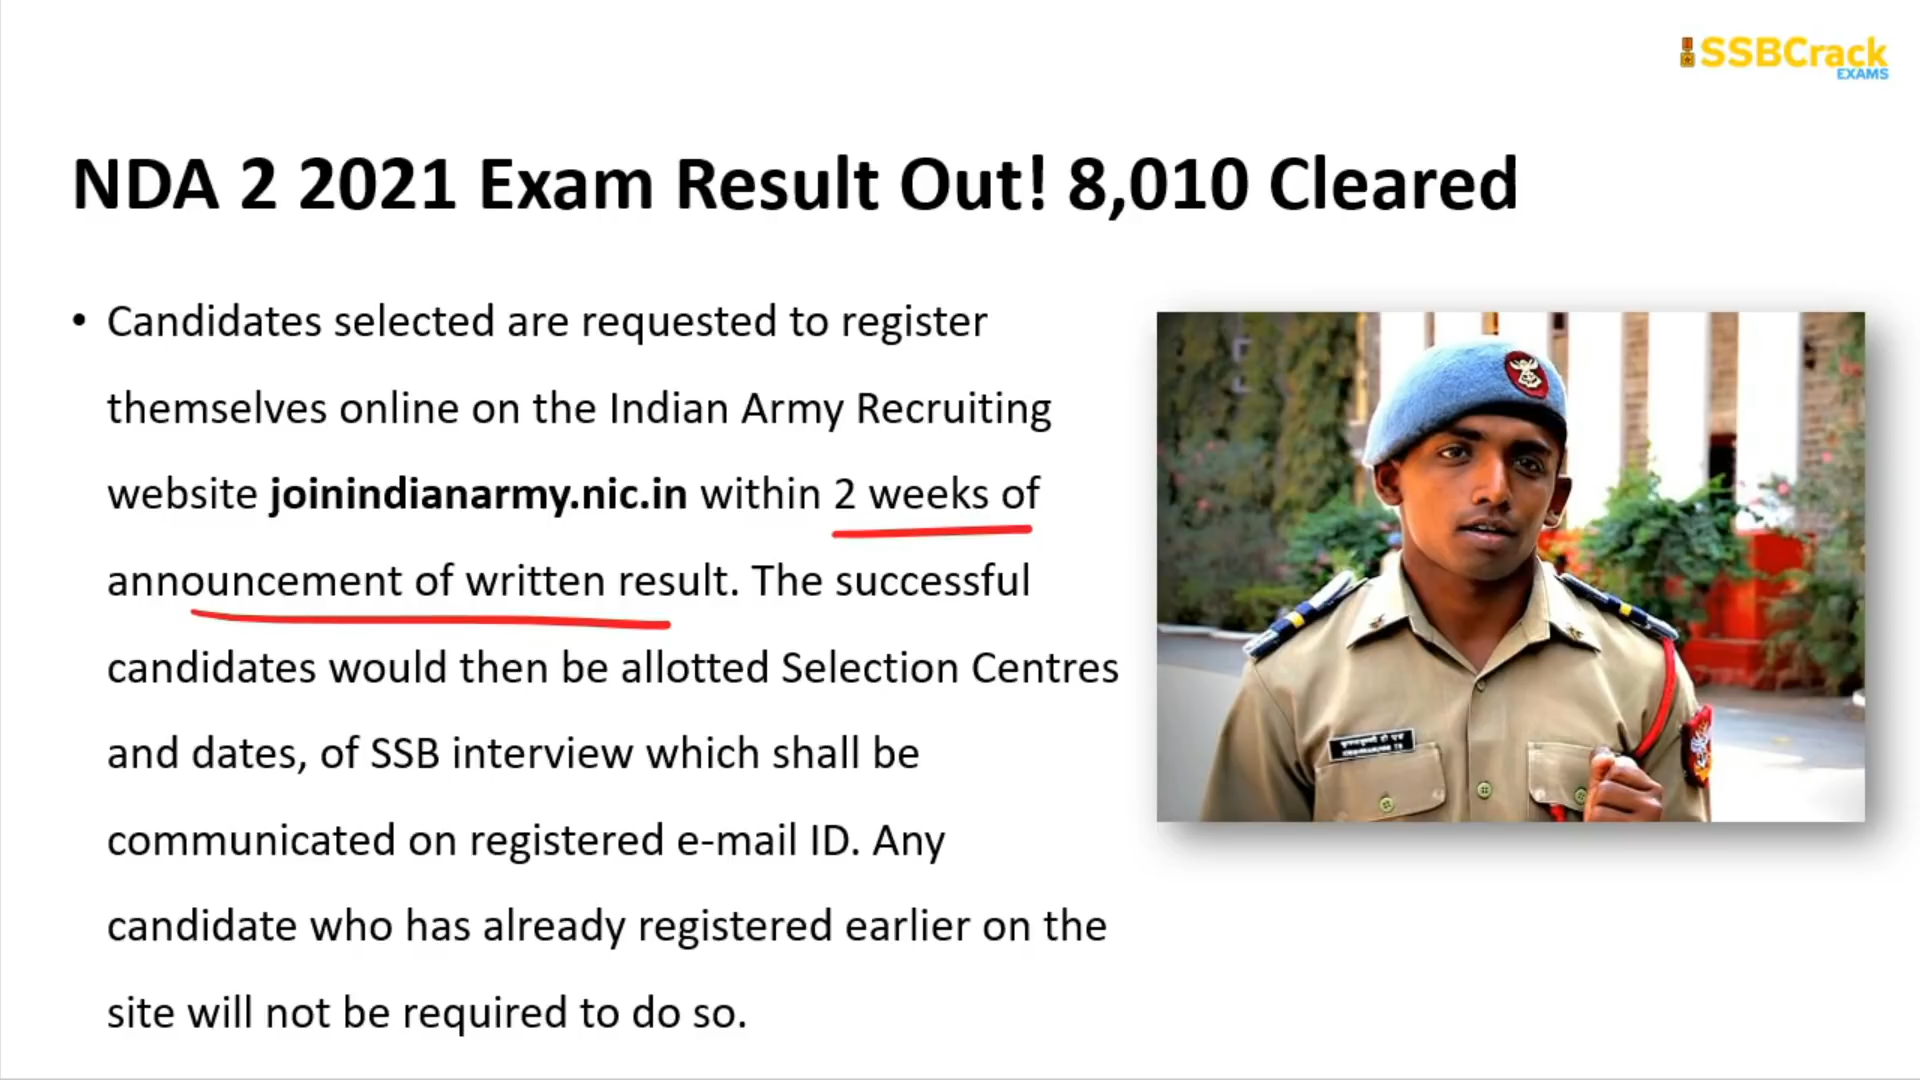 SSBCrack
EXAMS
NDA 2 2021 Exam Result Out! 8,010 Cleared
• Candidates selected are requested to register
themselves online on the Indian Army Recruiting
website joinindianarmy.nic.in within 2 weeks of
announcement of written result. The successful
candidates would then be allotted Selection Centres
and dates, of SSB interview which shall be
communicated on registered e-mail ID. Any
candidate who has already registered earlier on the
site will not be required to do so.